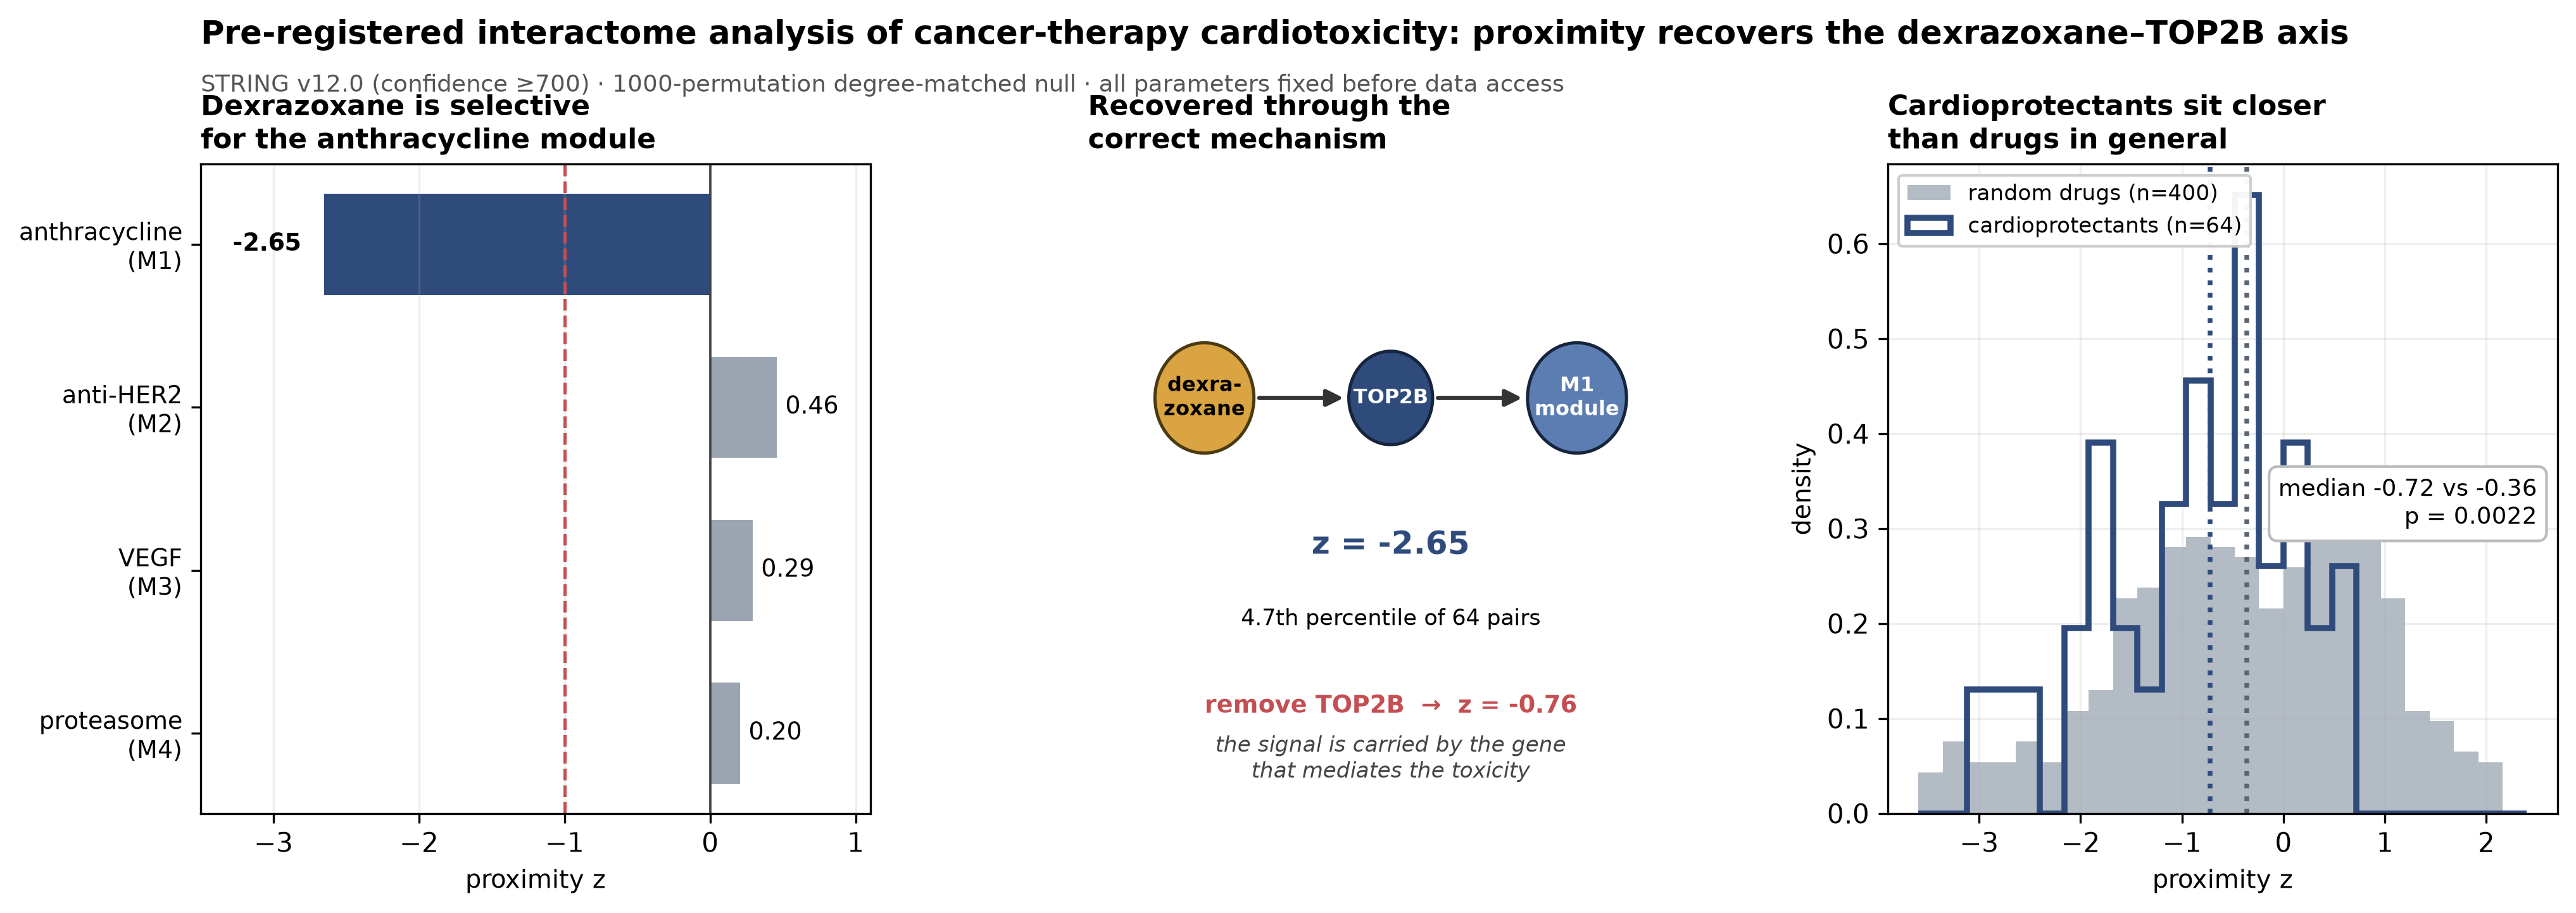 Pre-registered interactome analysis of cancer-therapy cardiotoxicity: proximity recovers the dexrazoxane–TOP2B axis
STRING v12.0 (confidence ≥700) · 1000-permutation degree-matched null · all parameters fixed before data access
Dexrazoxane is selective
for the anthracycline module
anthracycline
(M1)
anti-HER2
(M2)
VEGF
(M3)
proteasome
(M4)
-2.65
0.46
0.29
0.20
−3
−2
−1
0
1
proximity z
Recovered through the
correct mechanism
dexra-
zoxane
TOP2B
M1
module
z = -2.65
4.7th percentile of 64 pairs
remove TOP2B → z = -0.76
the signal is carried by the gene
that mediates the toxicity
Cardioprotectants sit closer
than drugs in general
random drugs (n=400)
cardioprotectants (n=64)
median -0.72 vs -0.36
p = 0.0022
density
0.6
0.5
0.4
0.3
0.2
0.1
0.0
−3
−2
−1
0
1
2
proximity z